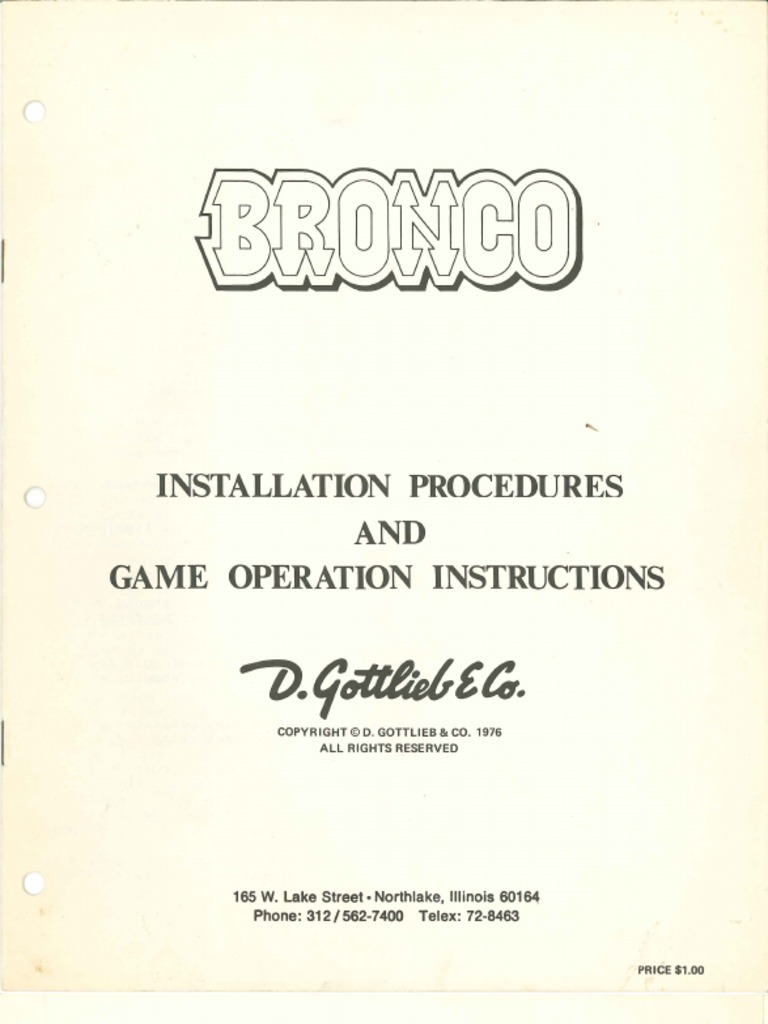 BRONCO
INSTALLATION PROCEDURES
AND
GAME OPERATION INSTRUCTIONS
D. Gottlieb & Co.
COPYRIGHT © D. GOTTLIEB & CO. 1976
ALL RIGHTS RESERVED
165 W. Lake Street • Northlake, Illinois 60164
Phone: 312 / 562-7400 Telex: 72-8463
PRICE $1.00